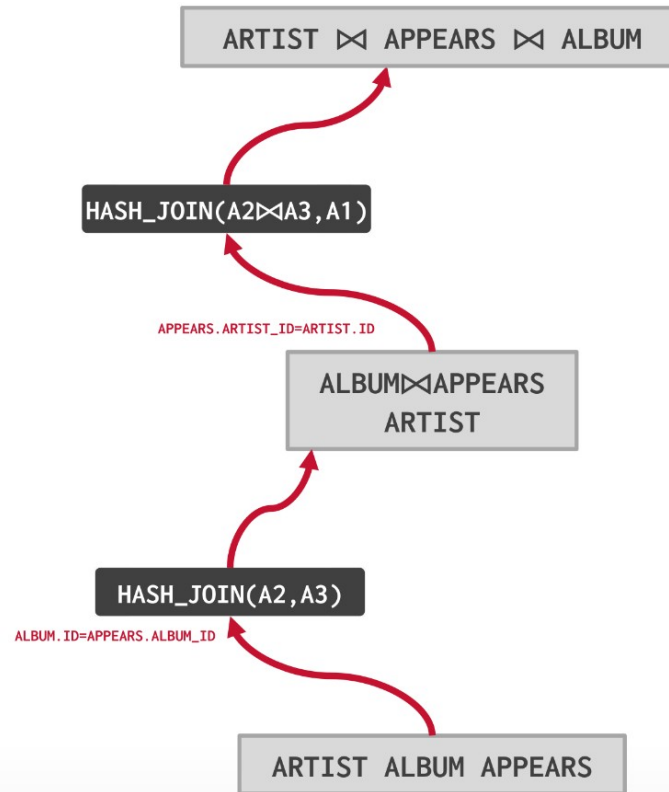 ARTIST ⋈ APPEARS ⋈ ALBUM
HASH_JOIN(A2⋈A3,A1)
APPEARS.ARTIST_ID=ARTIST.ID
ALBUM⋈APPEARS
ARTIST
HASH_JOIN(A2,A3)
ALBUM.ID=APPEARS.ALBUM_ID
ARTIST ALBUM APPEARS